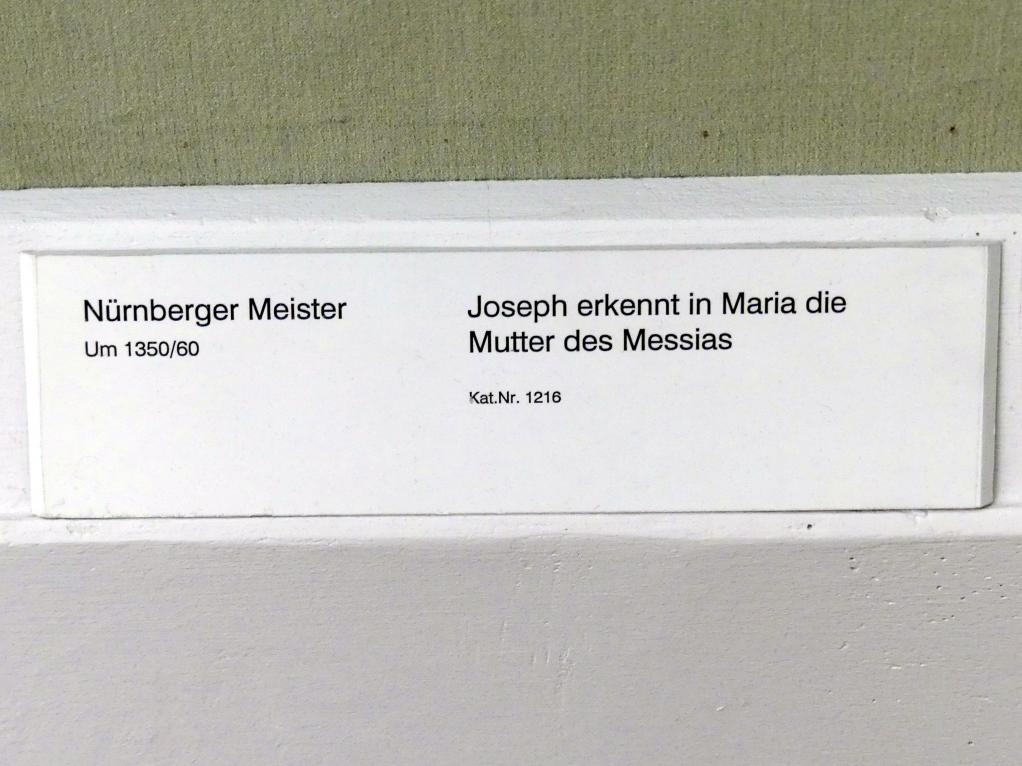 Nürnberger Meister
Um 1350/60
Joseph erkennt in Maria die
Mutter des Messias
Kat.Nr. 1216